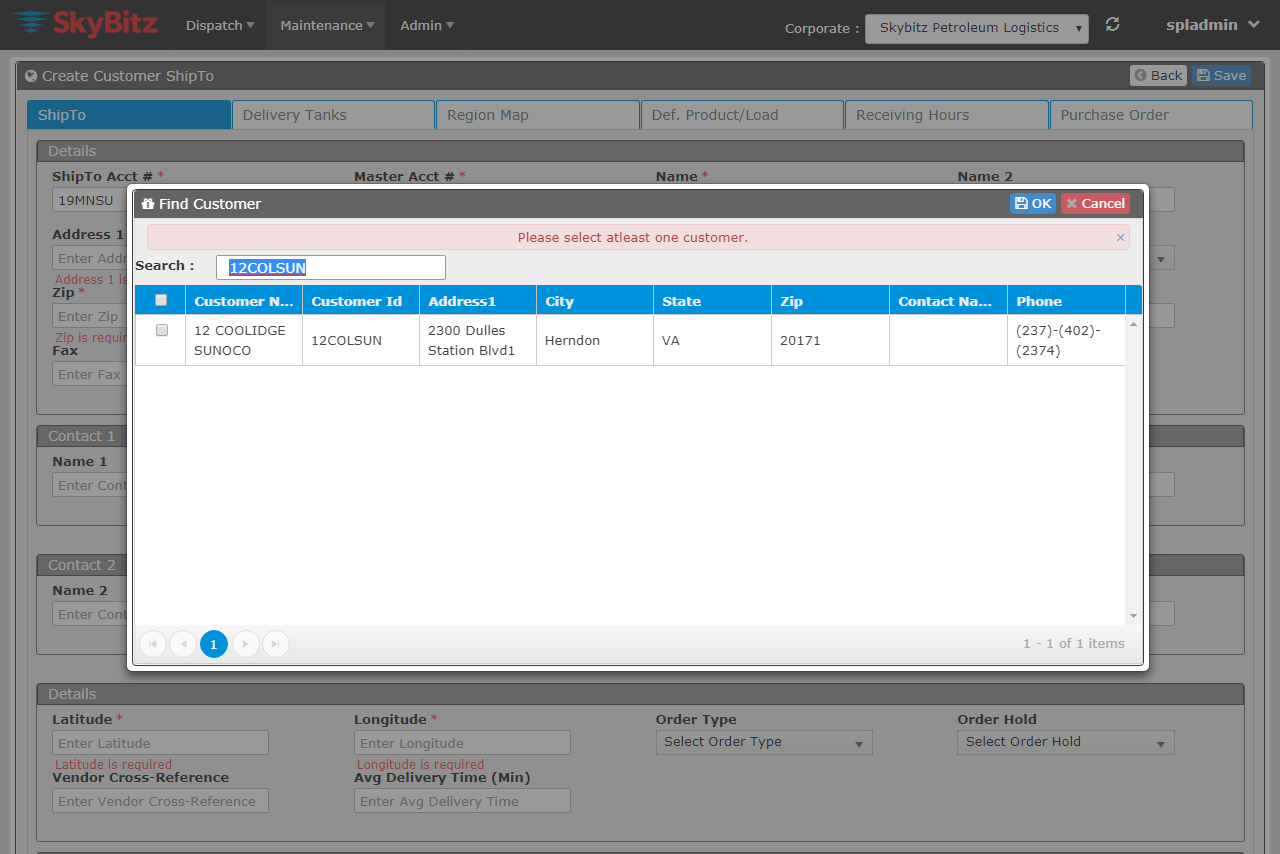 SkyBitz Dispatch Maintenance Admin Corporate : Skybitz Petroleum Logistics spladmin
Create Customer ShipTo Back Save
ShipTo Delivery Tanks Region Map Def. Product/Load Receiving Hours Purchase Order
Details
ShipTo Acct # * Master Acct # * Name * Name 2
19MNSU
Find Customer OK Cancel
Please select atleast one customer. ×
Search : 12COLSUN
Customer N... Customer Id Address1 City State Zip Contact Na... Phone
12 COOLIDGE SUNOCO 12COLSUN 2300 Dulles Station Blvd1 Herndon VA 20171 (237)-(402)-(2374)
1 1 - 1 of 1 items
Address 1
Enter Addr
Address 1 is
Zip *
Enter Zip
Zip is requir
Fax
Enter Fax
Contact 1
Name 1
Enter Cont
Contact 2
Name 2
Enter Cont
Details
Latitude * Longitude * Order Type Order Hold
Enter Latitude Enter Longitude Select Order Type Select Order Hold
Latitude is required Longitude is required
Vendor Cross-Reference Avg Delivery Time (Min)
Enter Vendor Cross-Reference Enter Avg Delivery Time